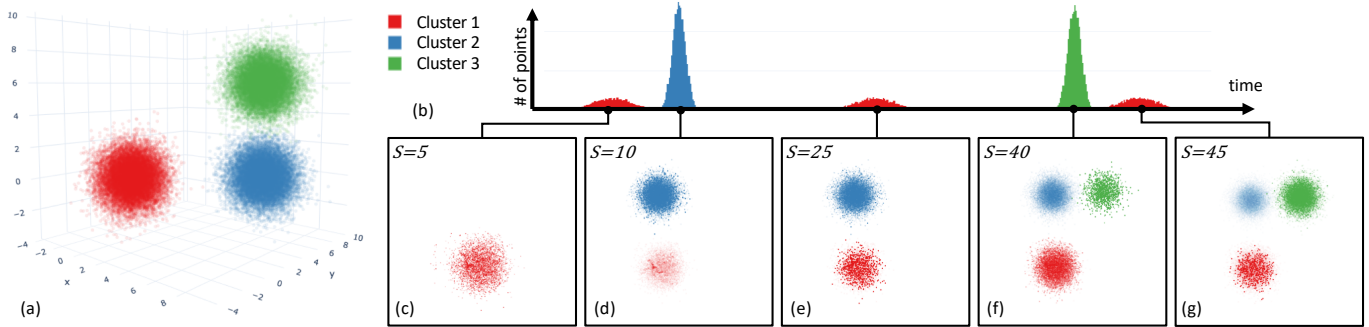 10
8
6
4
2
0
−2
−4
−4
−2
0
2
4
6
8
x
−4
−2
0
2
4
6
8
10
y
(a)
Cluster 1
Cluster 2
Cluster 3
(b)
# of points
time
S=5
(c)
S=10
(d)
S=25
(e)
S=40
(f)
S=45
(g)